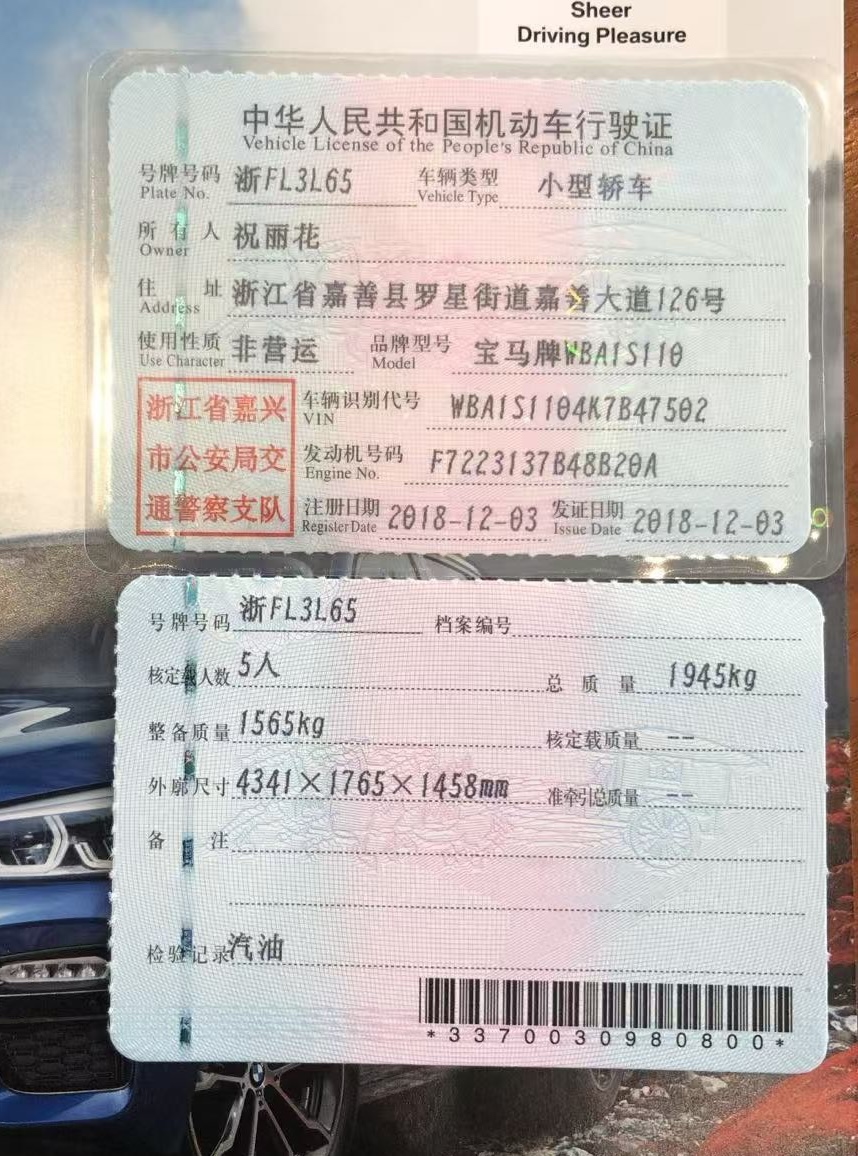 Sheer
Driving Pleasure
中华人民共和国机动车行驶证
Vehicle License of the People's Republic of China
号牌号码 浙FL3L65 车辆类型 小型轿车
Plate No. Vehicle Type
所有人 祝丽花
Owner
住址 浙江省嘉善县罗星街道嘉善大道126号
Address
使用性质 非营运 品牌型号 宝马牌WBA1S110
Use Character Model
浙江省嘉兴 车辆识别代号 WBA1S1104K7B47502
VIN
市公安局交 发动机号码 F7223137B48B20A
Engine No.
通警察支队 注册日期 2018-12-03 发证日期 2018-12-03
Register Date Issue Date
号牌号码 浙FL3L65 档案编号
核定载人数 5人 总质量 1945kg
整备质量 1565kg 核定载质量 --
外廓尺寸 4341×1765×1458mm 准牵引总质量 --
备注
检验记录 汽油
*3370030980800*